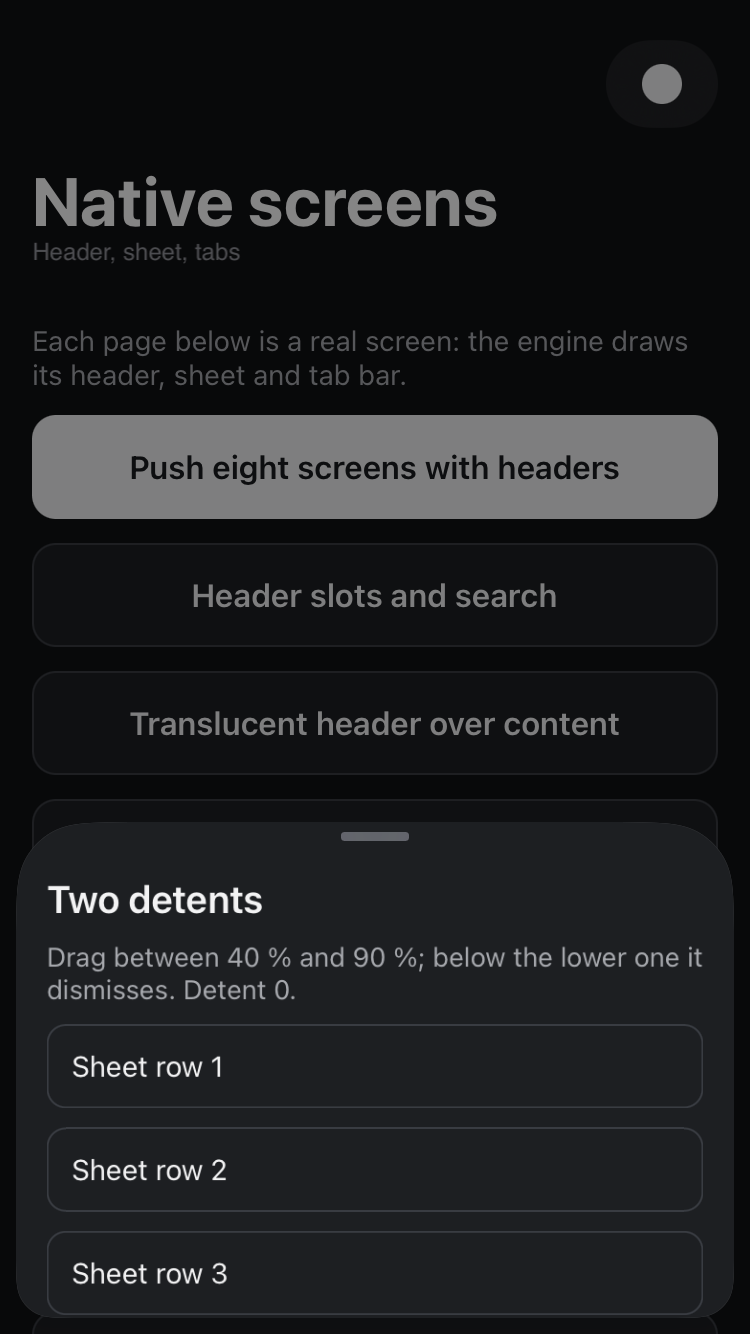 Native screens
Header, sheet, tabs
Each page below is a real screen: the engine draws
its header, sheet and tab bar.
Push eight screens with headers
Header slots and search
Translucent header over content
Two detents
Drag between 40 % and 90 %; below the lower one it
dismisses. Detent 0.
Sheet row 1
Sheet row 2
Sheet row 3